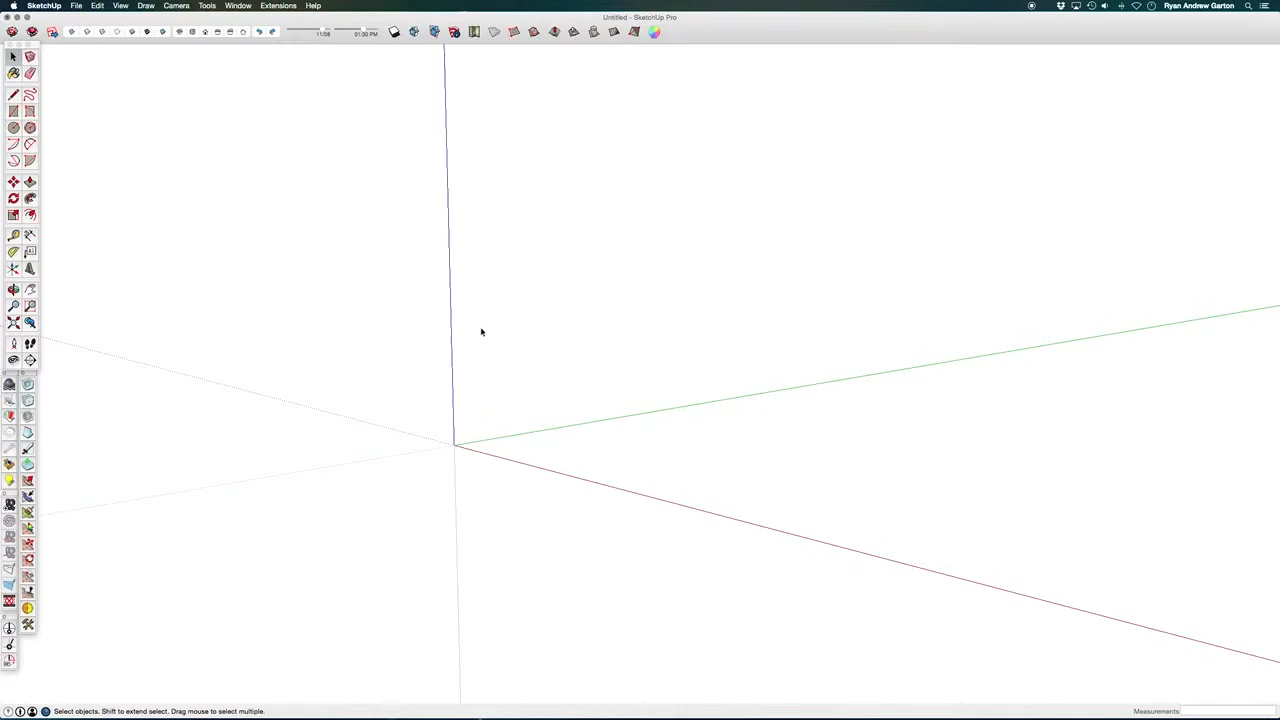 SketchUp File Edit View Draw Camera Tools Window Extensions Help Ryan Andrew Garton
Untitled - SketchUp Pro
11/08 01:30 PM
Select objects. Shift to extend select. Drag mouse to select multiple. Measurements